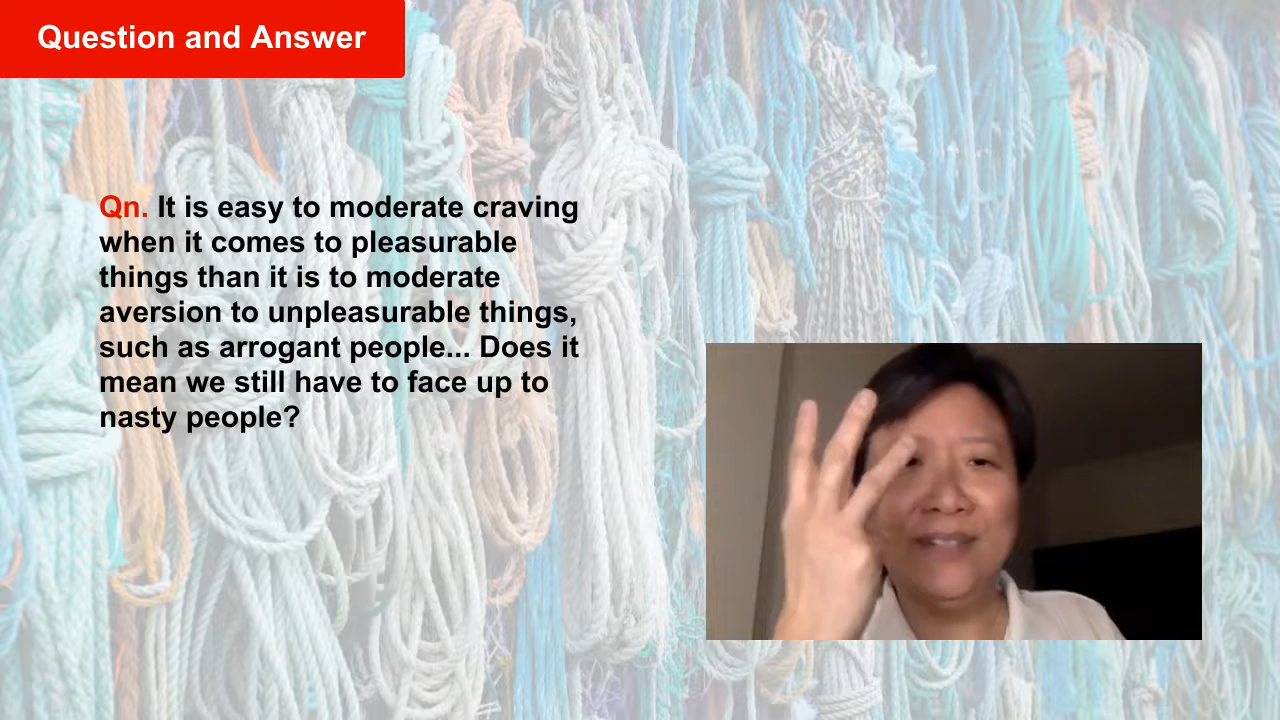 Question and Answer
Qn. It is easy to moderate craving
when it comes to pleasurable
things than it is to moderate
aversion to unpleasurable things,
such as arrogant people... Does it
mean we still have to face up to
nasty people?